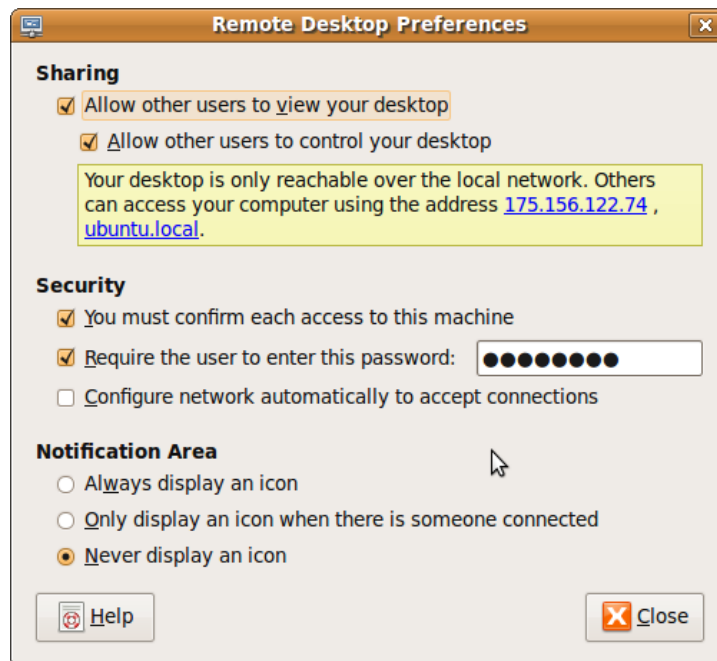 Remote Desktop Preferences
Sharing
Allow other users to view your desktop
Allow other users to control your desktop
Your desktop is only reachable over the local network. Others
can access your computer using the address 175.156.122.74 ,
ubuntu.local.
Security
You must confirm each access to this machine
Require the user to enter this password: ●●●●●●●●
Configure network automatically to accept connections
Notification Area
Always display an icon
Only display an icon when there is someone connected
Never display an icon
Help
Close